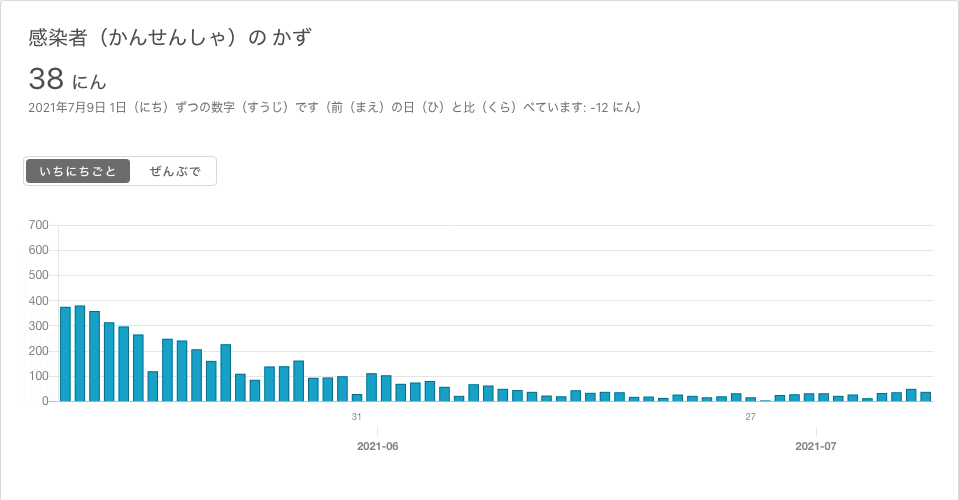 感染者（かんせんしゃ）の かず
38 にん
2021年7月9日 1日（にち）ずつの数字（すうじ）です（前（まえ）の日（ひ）と比（くら）べています: -12 にん）
いちにちごと ぜんぶで
700
600
500
400
300
200
100
0
31 27
2021-06 2021-07